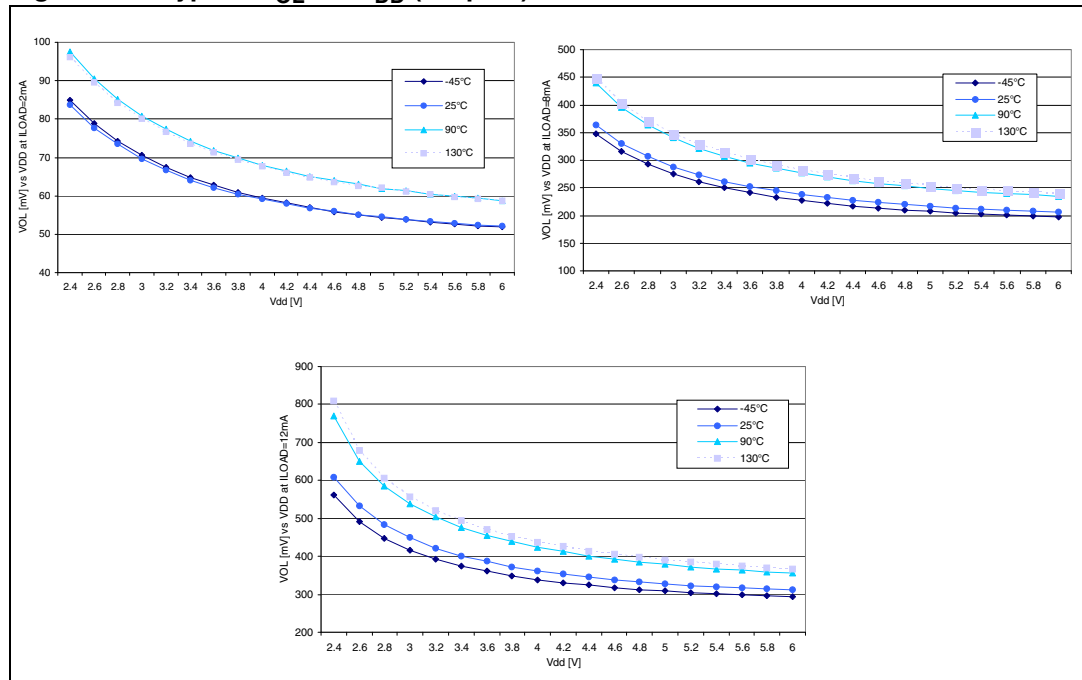 100
90
80
70
60
50
40
VOL [mV] vs VDD at ILOAD=2mA
-45°C
25°C
90°C
130°C
2.4 2.6 2.8 3 3.2 3.4 3.6 3.8 4 4.2 4.4 4.6 4.8 5 5.2 5.4 5.6 5.8 6
Vdd [V]
500
450
400
350
300
250
200
150
100
VOL [mV] vs VDD at ILOAD=8mA
-45°C
25°C
90°C
130°C
2.4 2.6 2.8 3 3.2 3.4 3.6 3.8 4 4.2 4.4 4.6 4.8 5 5.2 5.4 5.6 5.8 6
Vdd [V]
900
800
700
600
500
400
300
200
VOL [mV] vs VDD at ILOAD=12mA
-45°C
25°C
90°C
130°C
2.4 2.6 2.8 3 3.2 3.4 3.6 3.8 4 4.2 4.4 4.6 4.8 5 5.2 5.4 5.6 5.8 6
Vdd [V]